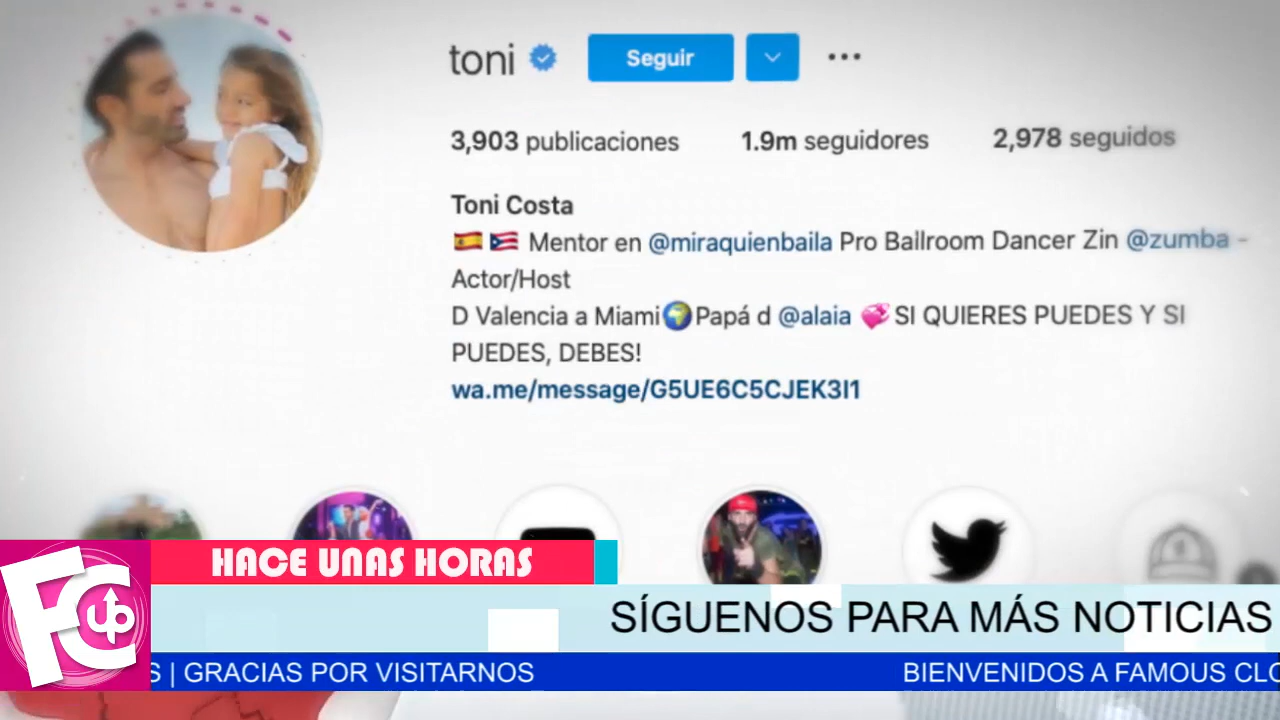 toni
Seguir
3,903 publicaciones 1.9m seguidores 2,978 seguidos
Toni Costa
🇪🇸 🇵🇷 Mentor en @miraquienbaila Pro Ballroom Dancer Zin @zumba -
Actor/Host
D Valencia a Miami🌍Papá d @alaia 💞SI QUIERES PUEDES Y SI
PUEDES, DEBES!
wa.me/message/G5UE6C5CJEK3I1
HACE UNAS HORAS
FC up
SÍGUENOS PARA MÁS NOTICIAS
S | GRACIAS POR VISITARNOS BIENVENIDOS A FAMOUS CLO